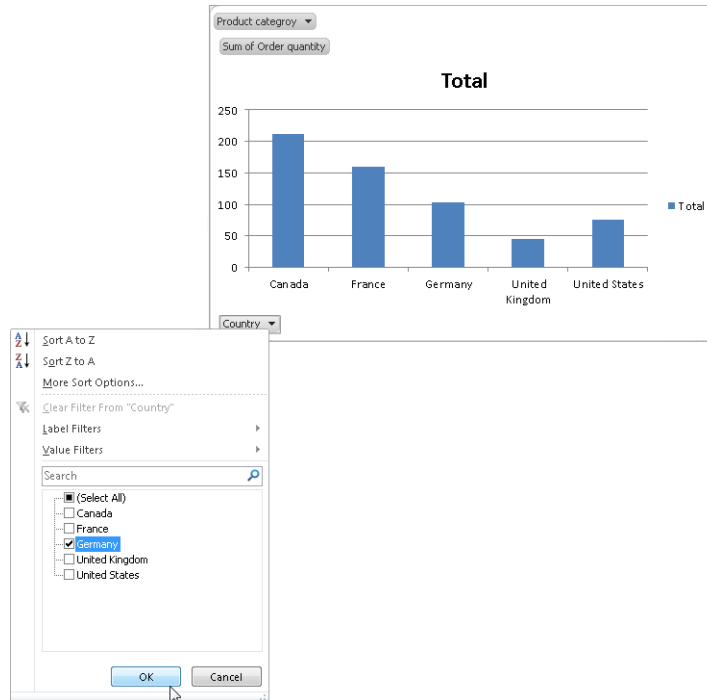 Product categroy
Sum of Order quantity
Total
250
200
150
100
50
0
Total
Canada France Germany United Kingdom United States
Country
Sort A to Z
Sort Z to A
More Sort Options...
Clear Filter From "Country"
Label Filters
Value Filters
Search
(Select All)
Canada
France
Germany
United Kingdom
United States
OK Cancel